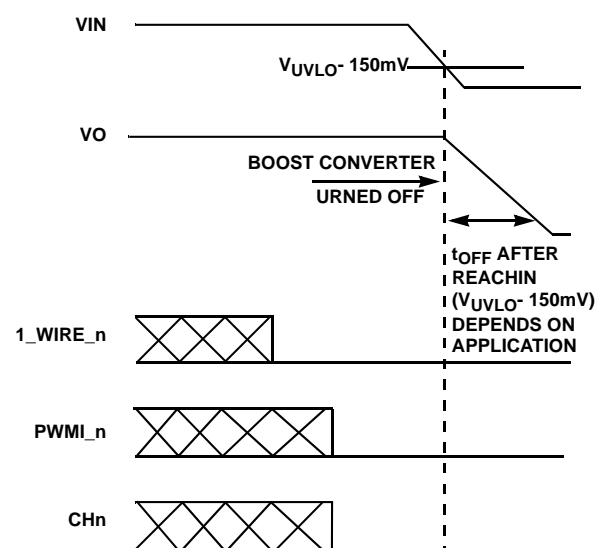 VIN
VUVLO- 150mV
VO
BOOST CONVERTER
URNED OFF
tOFF AFTER
REACHIN
(VUVLO- 150mV)
DEPENDS ON
APPLICATION
1_WIRE_n
PWMI_n
CHn